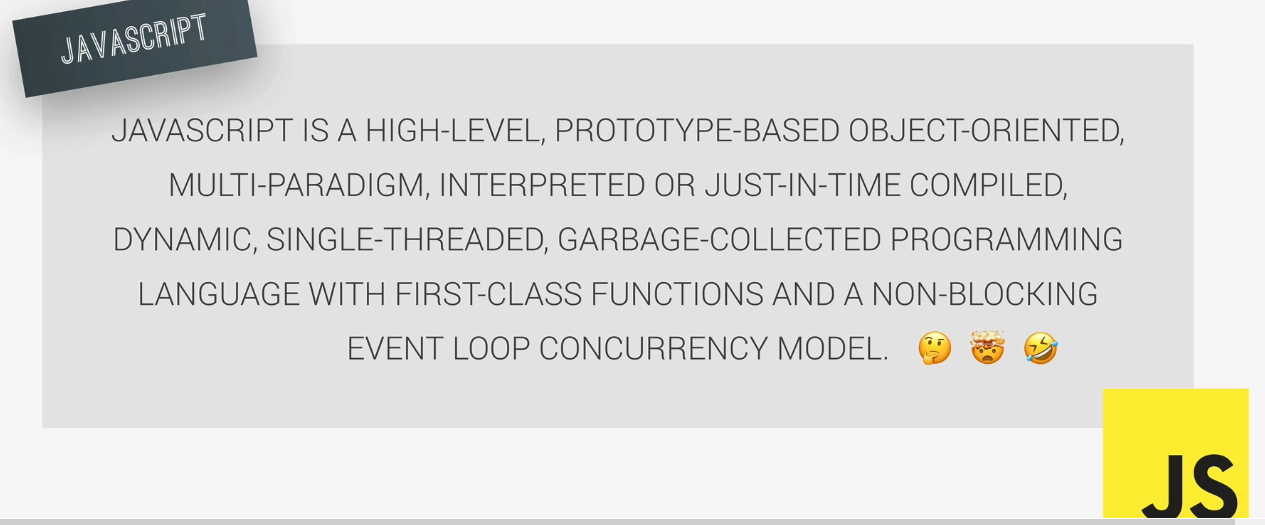 JAVASCRIPT
JAVASCRIPT IS A HIGH-LEVEL, PROTOTYPE-BASED OBJECT-ORIENTED,
MULTI-PARADIGM, INTERPRETED OR JUST-IN-TIME COMPILED,
DYNAMIC, SINGLE-THREADED, GARBAGE-COLLECTED PROGRAMMING
LANGUAGE WITH FIRST-CLASS FUNCTIONS AND A NON-BLOCKING
EVENT LOOP CONCURRENCY MODEL. 🤔 🤯 🤣
JS